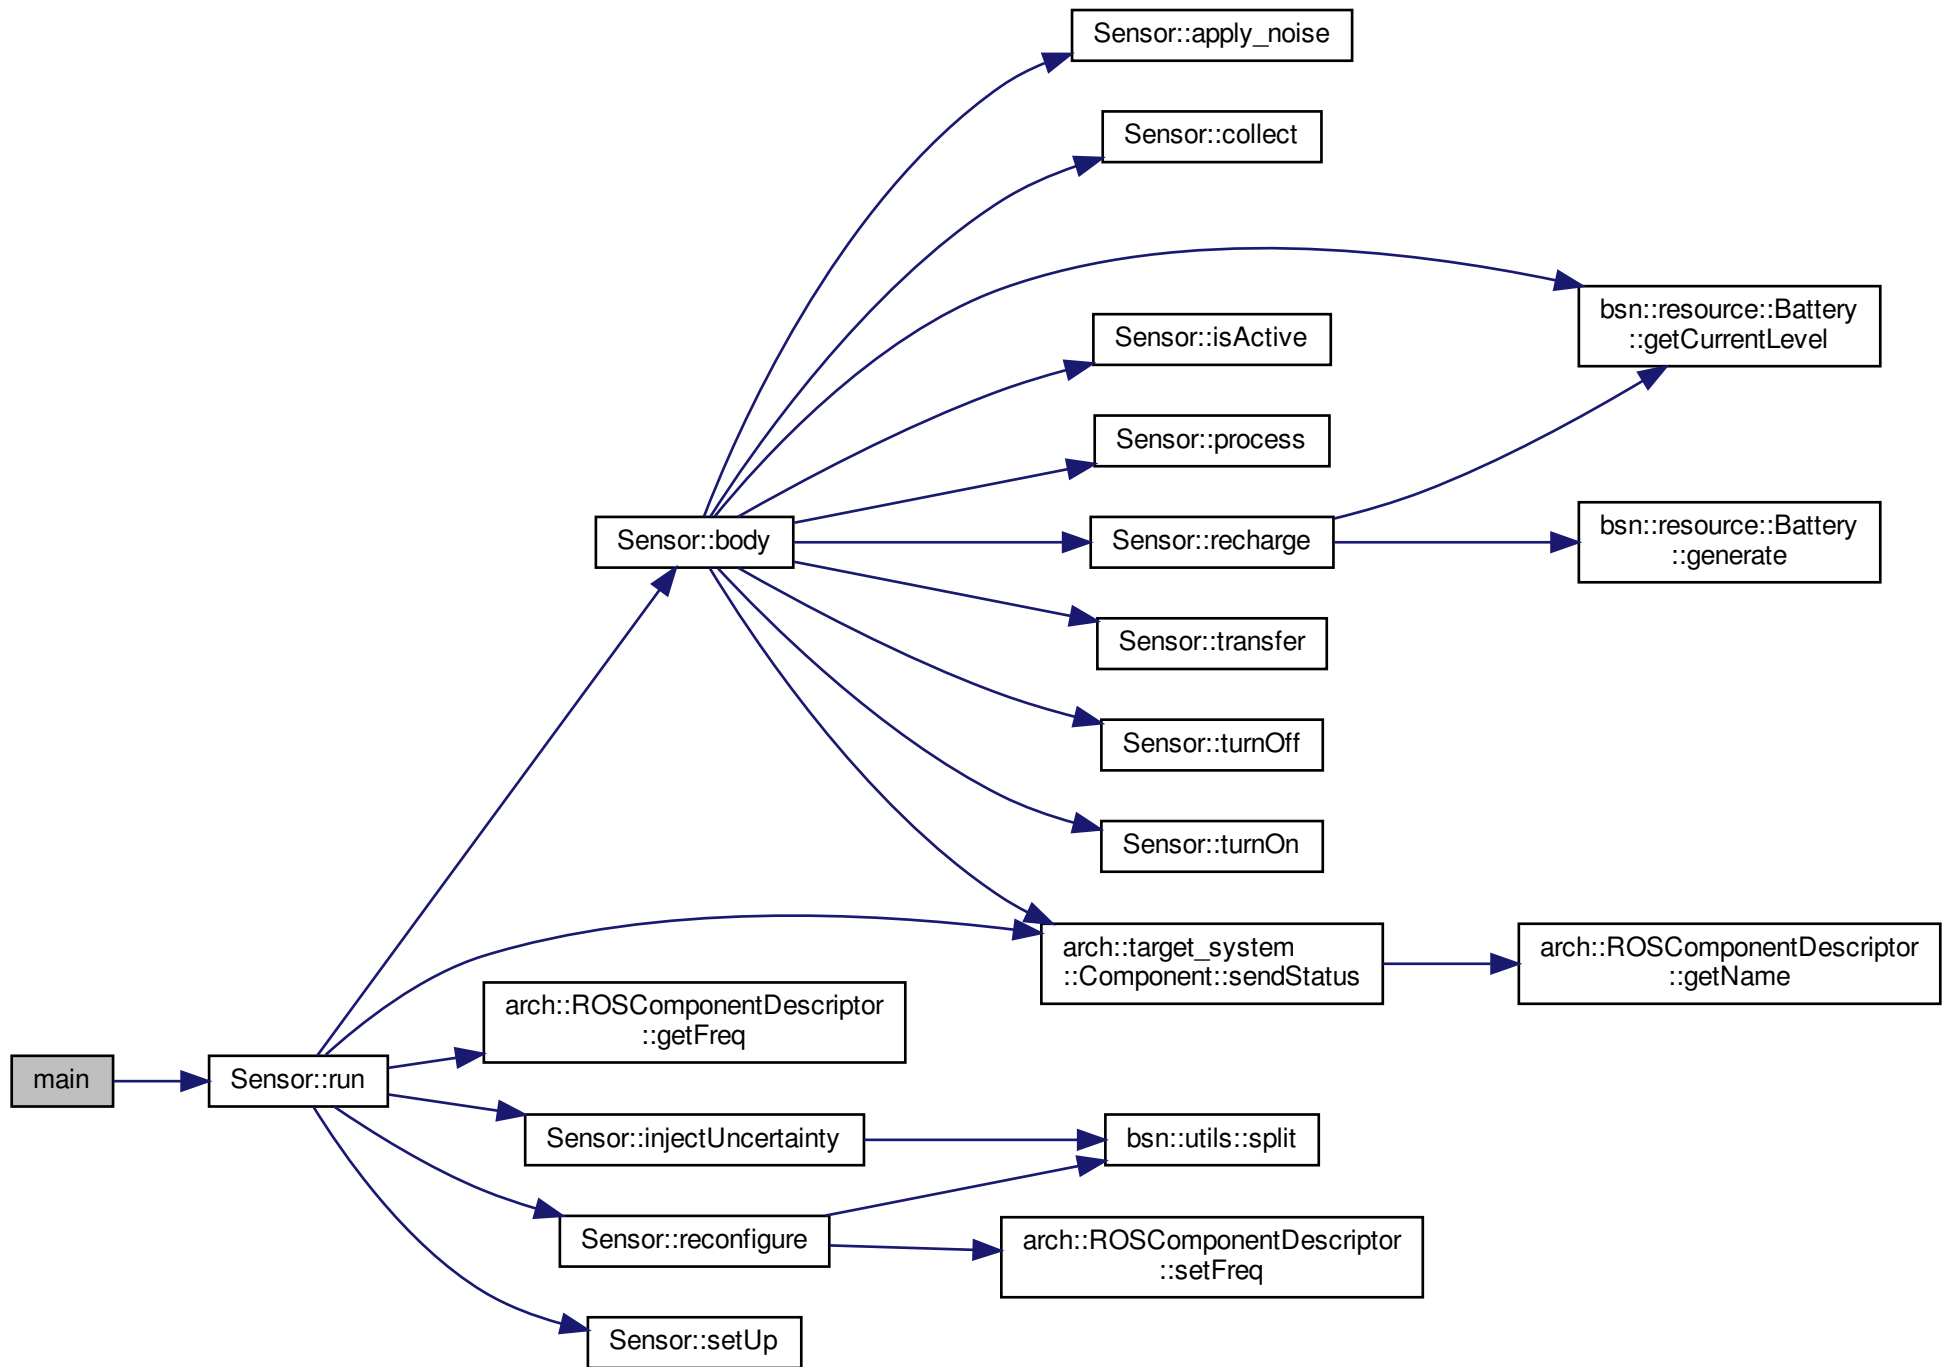 Sensor::apply_noise
Sensor::collect
bsn::resource::Battery
::getCurrentLevel
Sensor::isActive
Sensor::process
Sensor::body
Sensor::recharge
bsn::resource::Battery
::generate
Sensor::transfer
Sensor::turnOff
Sensor::turnOn
arch::target_system
::Component::sendStatus
arch::ROSComponentDescriptor
::getName
arch::ROSComponentDescriptor
::getFreq
main
Sensor::run
Sensor::injectUncertainty
bsn::utils::split
Sensor::reconfigure
arch::ROSComponentDescriptor
::setFreq
Sensor::setUp